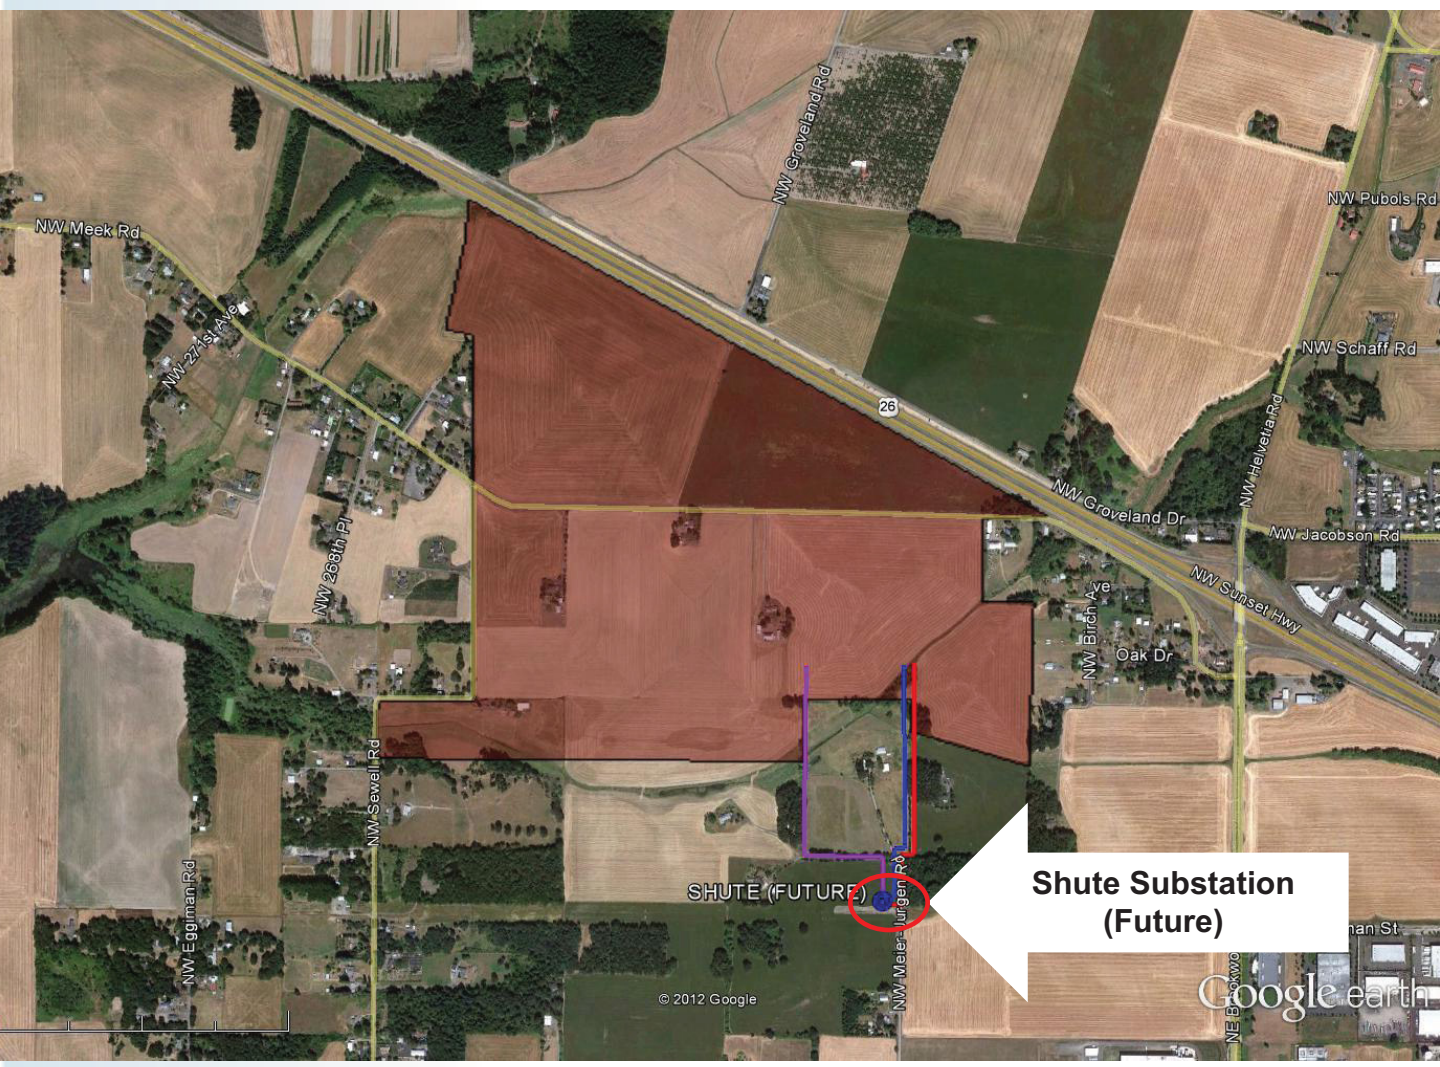 NW Groveland Rd
NW Pubols Rd
NW Meek Rd
NW 271st Ave
NW Schaff Rd
26
NW Helvetia Rd
NW Groveland Dr
NW Jacobson Rd
NW 268th Pl
NW Sunset Hwy
NW Birch Ave
Oak Dr
NW Sewell Rd
NW Eggiman Rd
SHUTE (FUTURE)
NW Meier-Jurgen Rd
Shute Substation
(Future)
man St
© 2012 Google
Google earth